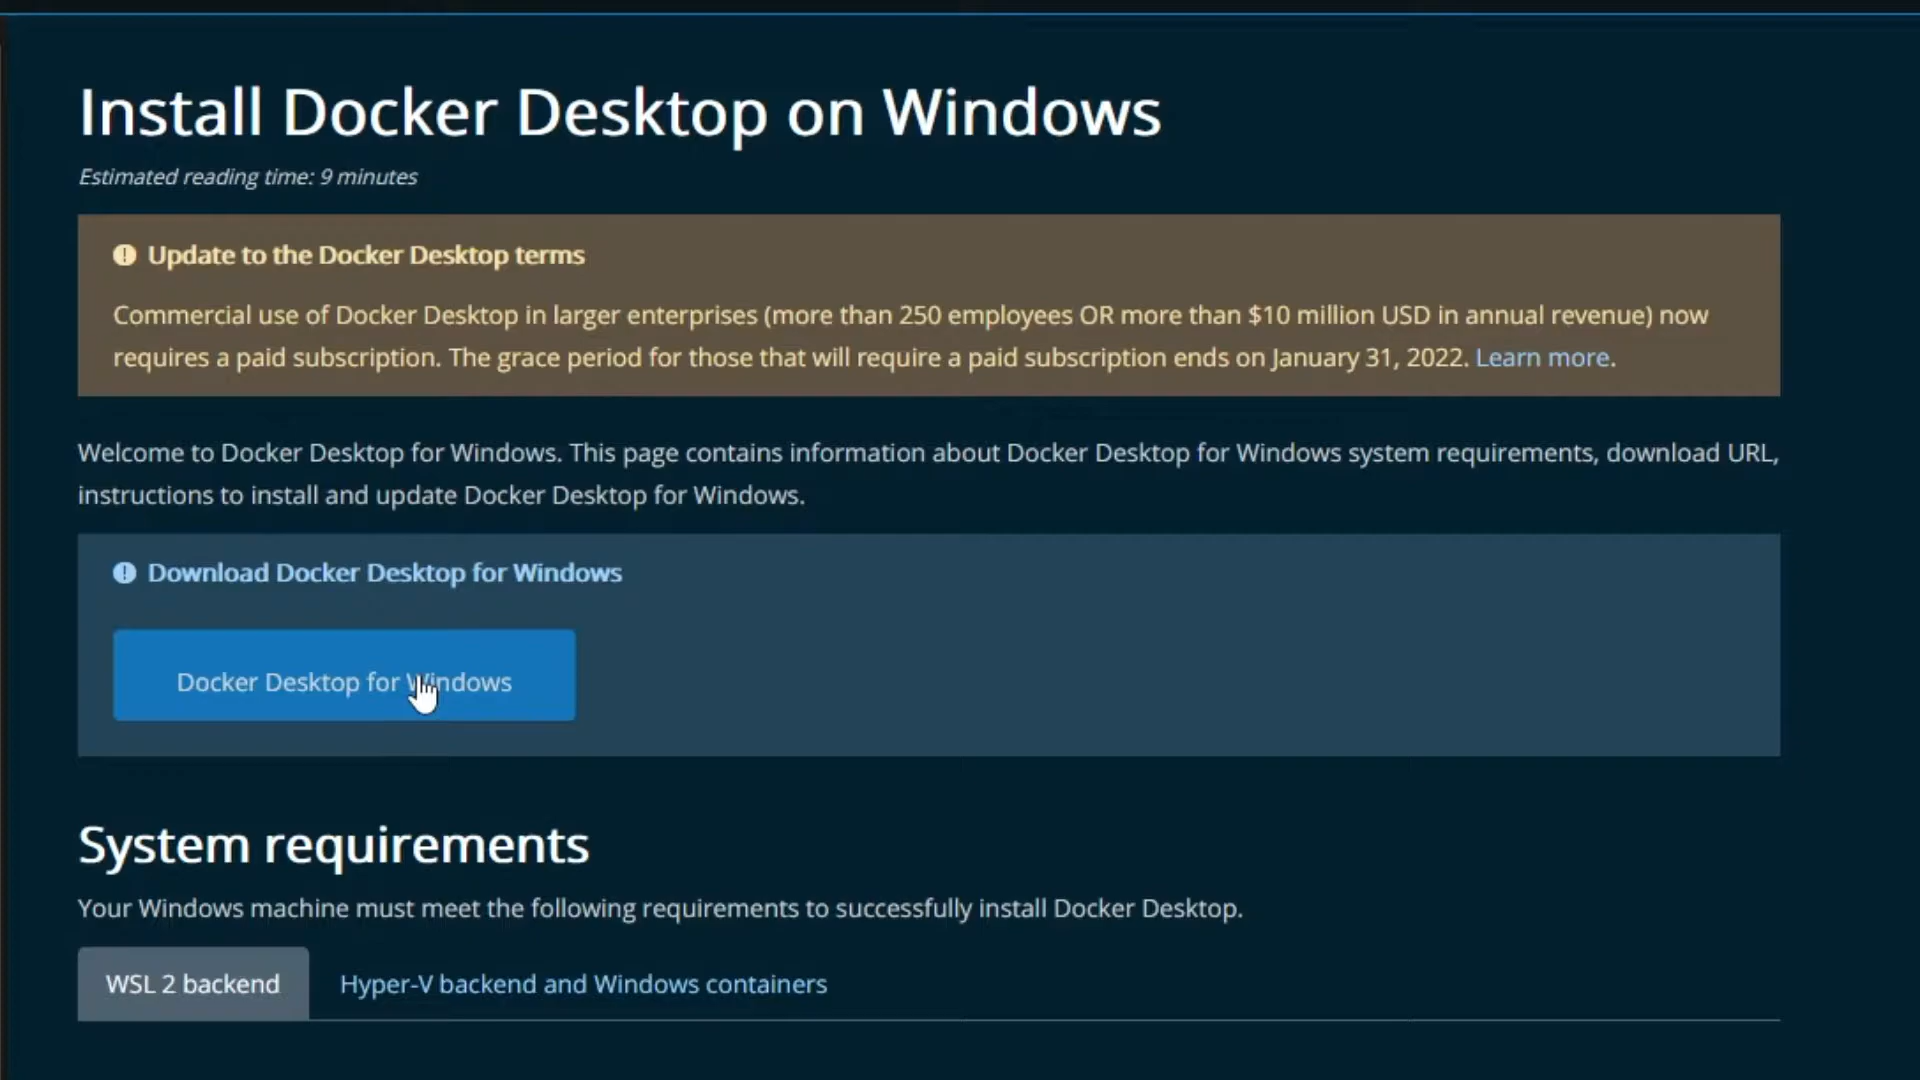 Install Docker Desktop on Windows
Estimated reading time: 9 minutes
Update to the Docker Desktop terms
Commercial use of Docker Desktop in larger enterprises (more than 250 employees OR more than $10 million USD in annual revenue) now
requires a paid subscription. The grace period for those that will require a paid subscription ends on January 31, 2022. Learn more.
Welcome to Docker Desktop for Windows. This page contains information about Docker Desktop for Windows system requirements, download URL,
instructions to install and update Docker Desktop for Windows.
Download Docker Desktop for Windows
Docker Desktop for Windows
System requirements
Your Windows machine must meet the following requirements to successfully install Docker Desktop.
WSL 2 backend
Hyper-V backend and Windows containers